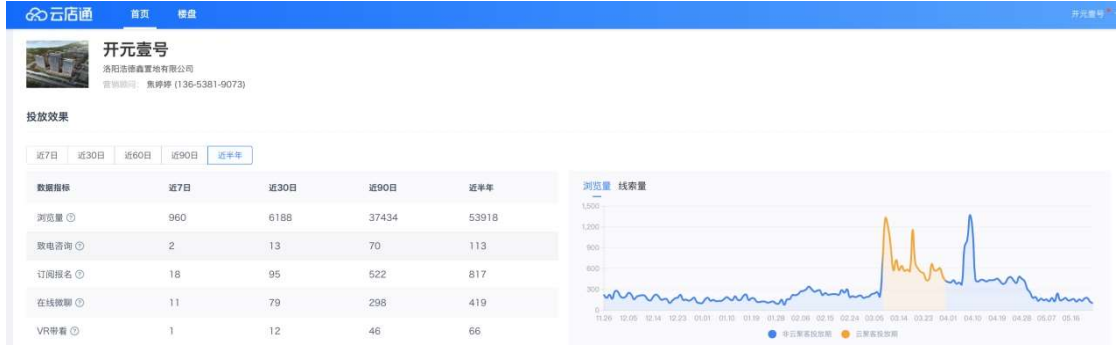 云店通 首页 楼盘 开元壹号
开元壹号
洛阳浩德鑫置地有限公司
营销顾问: 焦婷婷 (136-5381-9073)
投放效果
近7日 近30日 近60日 近90日 近半年
数据指标 近7日 近30日 近90日 近半年
浏览量 960 6188 37434 53918
致电咨询 2 13 70 113
订阅报名 18 95 522 817
在线微聊 11 79 298 419
VR带看 1 12 46 66
浏览量 线索量
1,500
1,200
900
600
300
0
11.26 12.05 12.14 12.23 01.01 01.10 01.19 01.28 02.06 02.15 02.24 03.05 03.14 03.23 04.01 04.10 04.19 04.28 05.07 05.16
非云聚客投放期 云聚客投放期